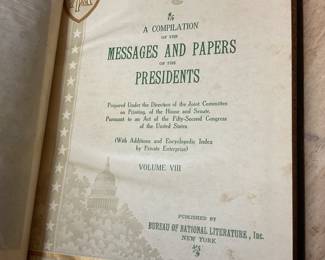 A COMPILATION
OF THE
MESSAGES AND PAPERS
OF THE
PRESIDENTS
Prepared Under the Direction of the Joint Committee
on Printing, of the House and Senate,
Pursuant to an Act of the Fifty-Second Congress
of the United States
(With Additions and Encyclopedic Index
by Private Enterprise)
VOLUME VIII
PUBLISHED BY
BUREAU OF NATIONAL LITERATURE, Inc.
NEW YORK